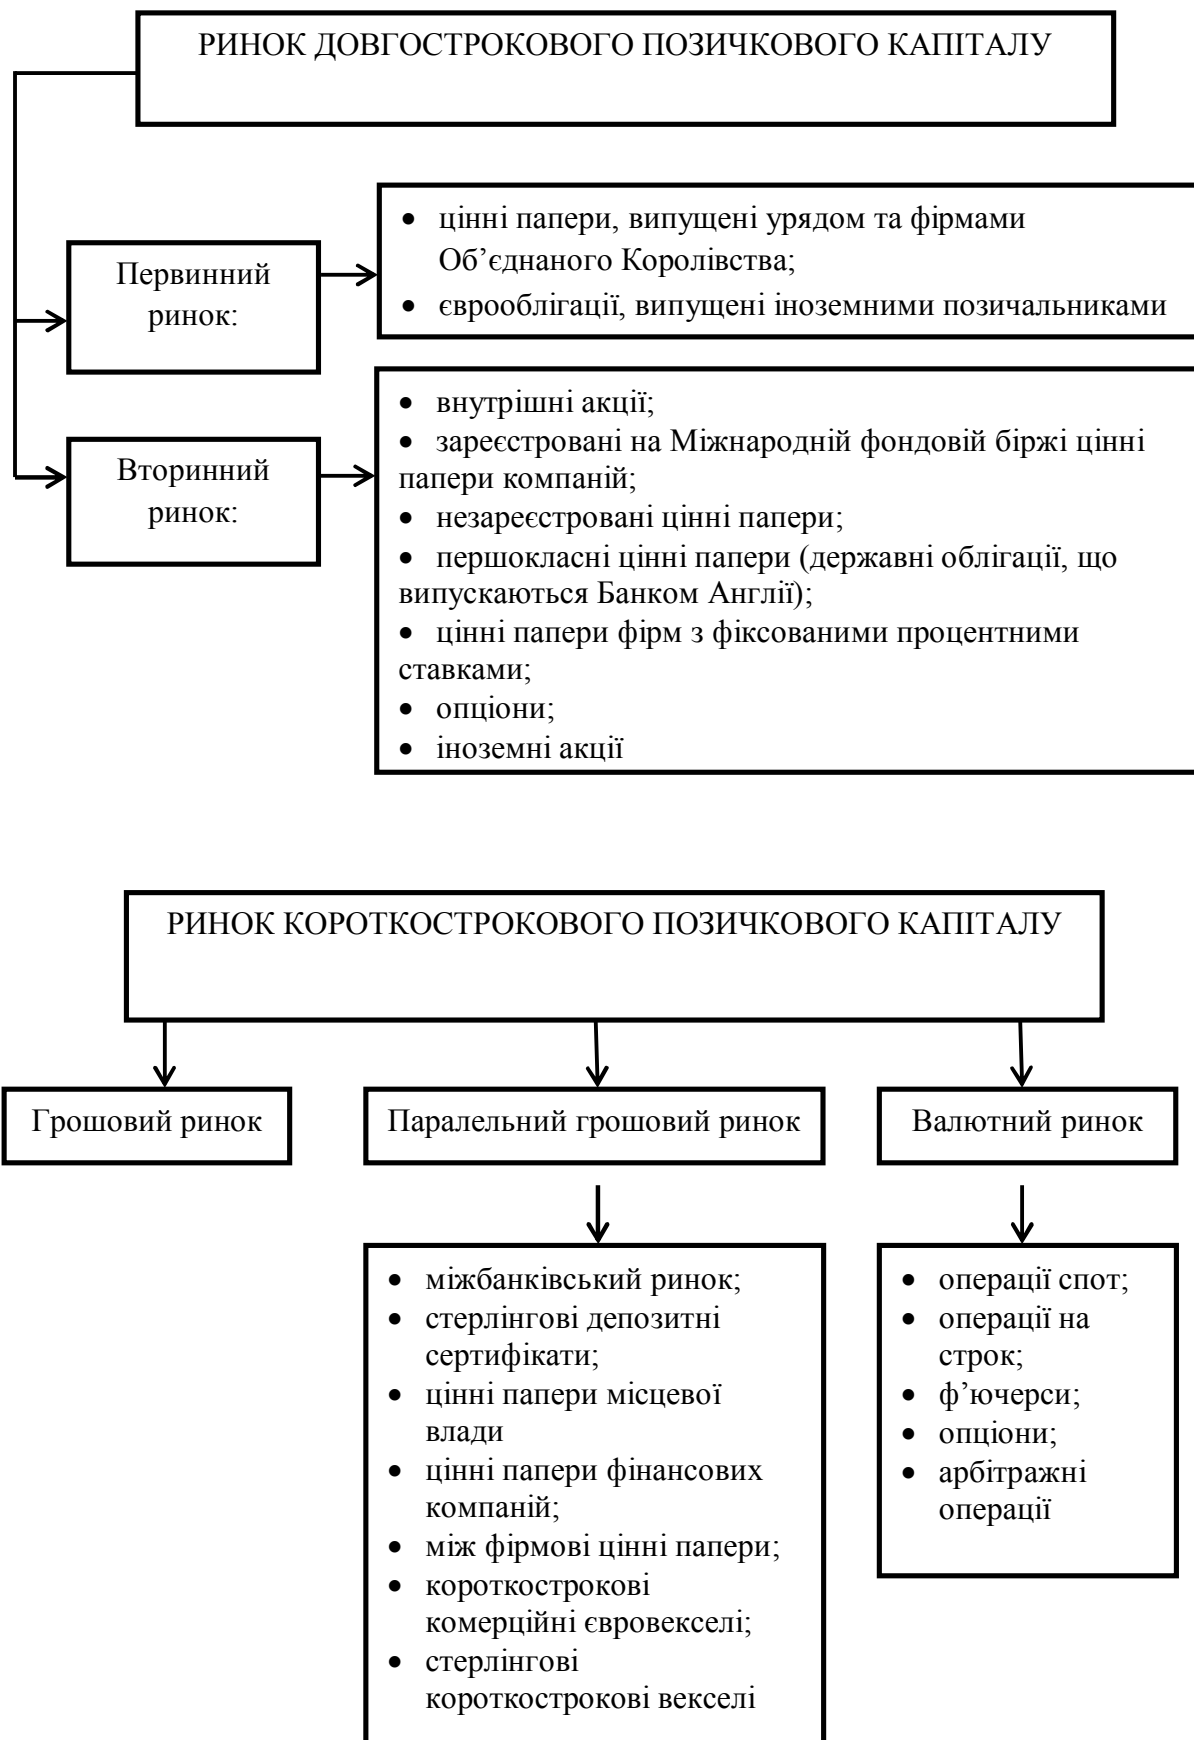 РИНОК ДОВГОСТРОКОВОГО ПОЗИЧКОВОГО КАПІТАЛУ
Первинний
ринок:
• цінні папери, випущені урядом та фірмами
Об’єднаного Королівства;
• єврооблігації, випущені іноземними позичальниками
Вторинний
ринок:
• внутрішні акції;
• зареєстровані на Міжнародній фондовій біржі цінні
папери компаній;
• незареєстровані цінні папери;
• першокласні цінні папери (державні облігації, що
випускаються Банком Англії);
• цінні папери фірм з фіксованими процентними
ставками;
• опціони;
• іноземні акції
РИНОК КОРОТКОСТРОКОВОГО ПОЗИЧКОВОГО КАПІТАЛУ
Грошовий ринок
Паралельний грошовий ринок
Валютний ринок
• міжбанківський ринок;
• стерлінгові депозитні
сертифікати;
• цінні папери місцевої
влади
• цінні папери фінансових
компаній;
• між фірмові цінні папери;
• короткострокові
комерційні євровекселі;
• стерлінгові
короткострокові векселі
• операції спот;
• операції на
строк;
• ф’ючерси;
• опціони;
• арбітражні
операції